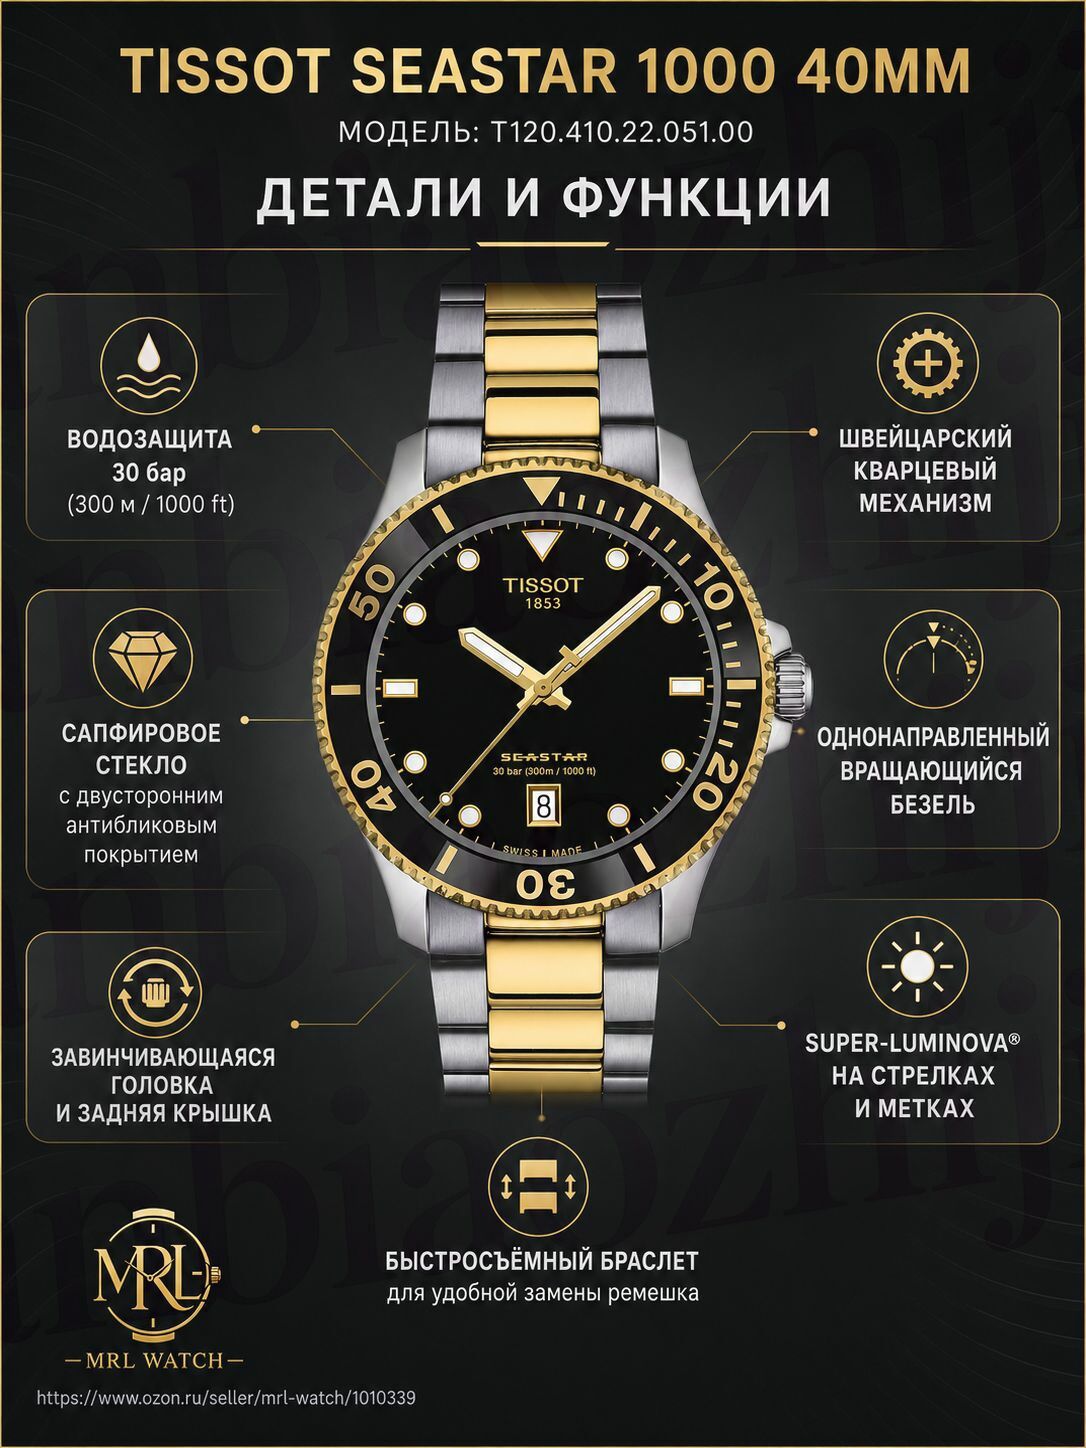 TISSOT SEASTAR 1000 40MM
МОДЕЛЬ: T120.410.22.051.00
ДЕТАЛИ И ФУНКЦИИ
ВОДОЗАЩИТА
30 бар
(300 м / 1000 ft)
ШВЕЙЦАРСКИЙ
КВАРЦЕВЫЙ
МЕХАНИЗМ
САПФИРОВОЕ
СТЕКЛО
с двусторонним
антибликовым
покрытием
ОДНОНАПРАВЛЕННЫЙ
ВРАЩАЮЩИЙСЯ
БЕЗЕЛЬ
10
20
30
40
50
TISSOT
1853
SEASTAR
30 bar (300m / 1000 ft)
8
SWISS MADE
ЗАВИНЧИВАЮЩАЯСЯ
ГОЛОВКА
И ЗАДНЯЯ КРЫШКА
SUPER-LUMINOVA®
НА СТРЕЛКАХ
И МЕТКАХ
БЫСТРОСЪЁМНЫЙ БРАСЛЕТ
для удобной замены ремешка
MRL
MRL WATCH
https://www.ozon.ru/seller/mrl-watch/1010339